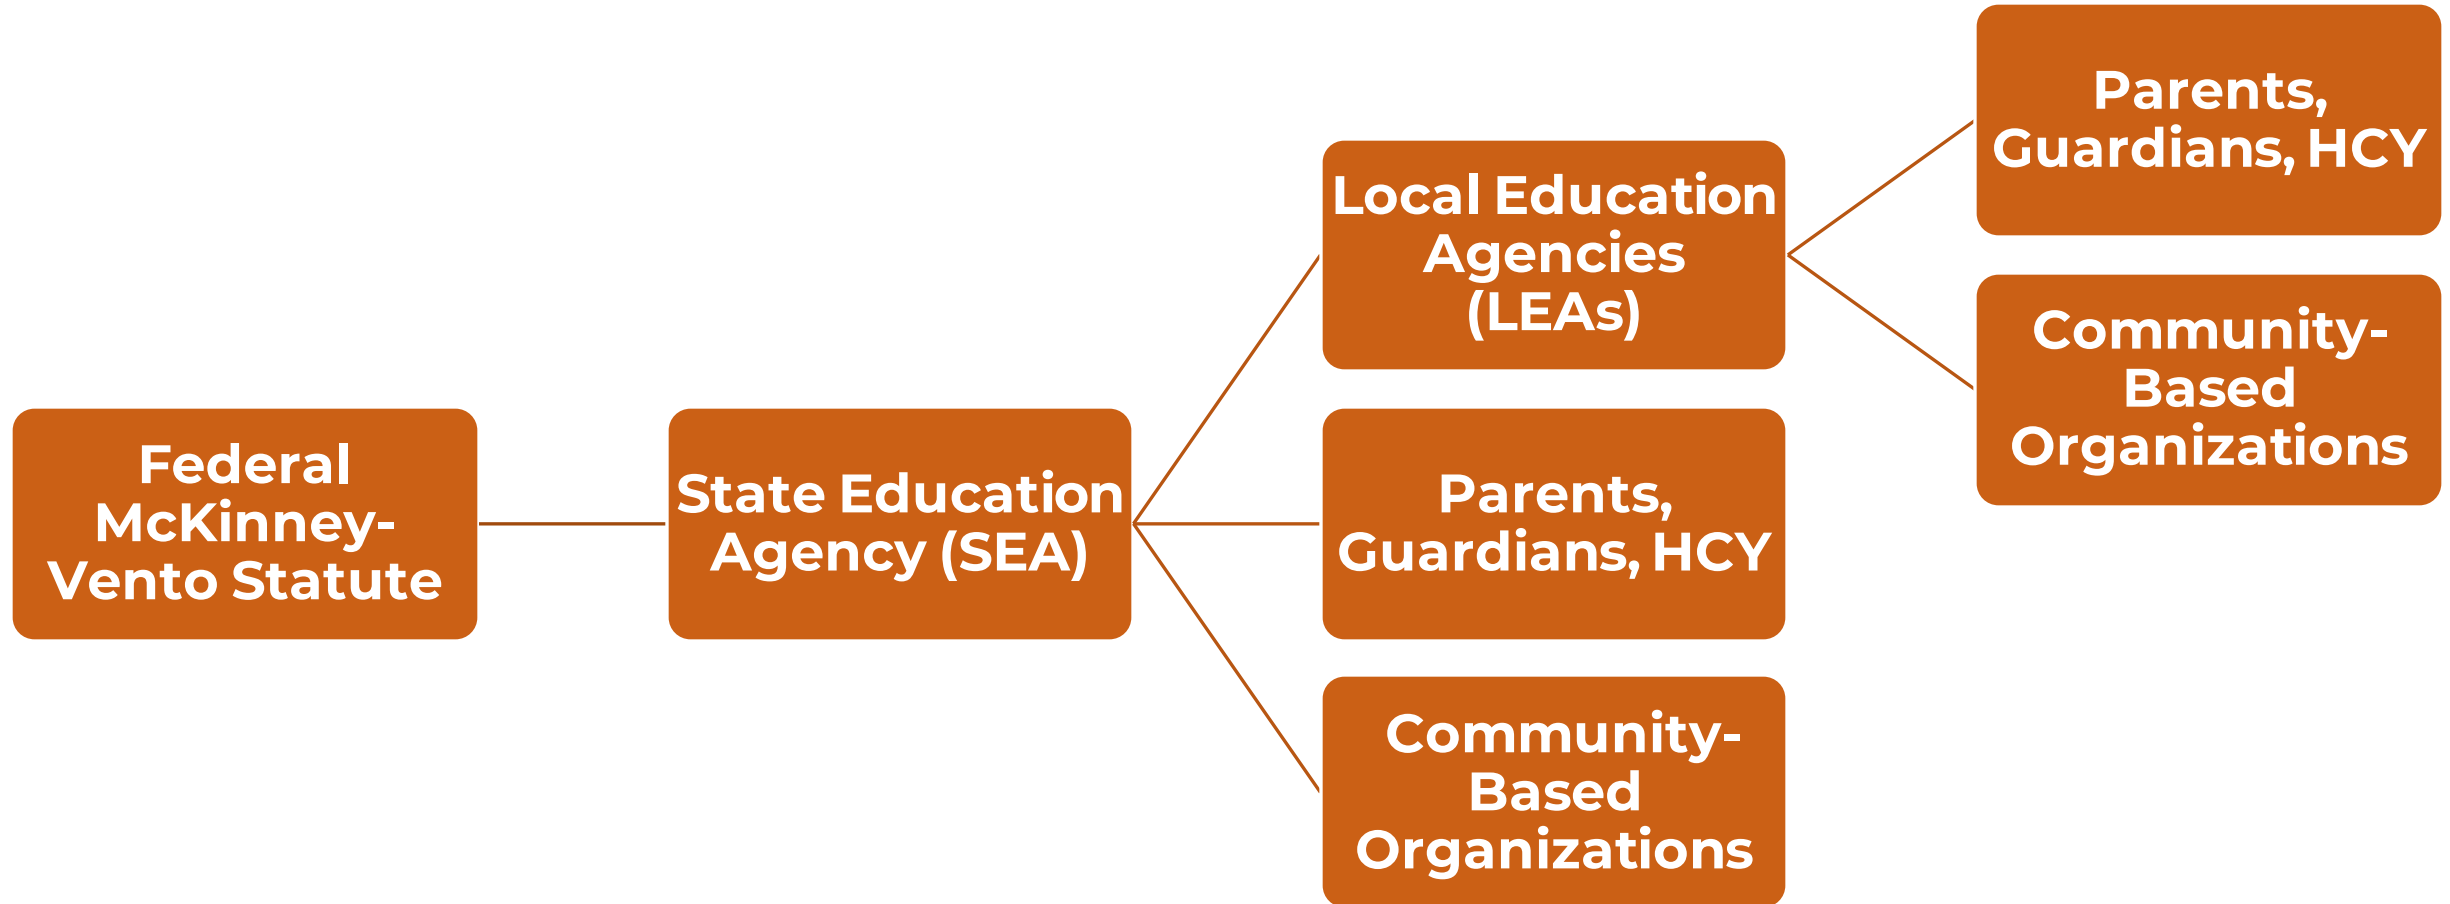 Federal
McKinney-
Vento Statute
State Education
Agency (SEA)
Local Education
Agencies
(LEAs)
Parents,
Guardians, HCY
Community-
Based
Organizations
Parents,
Guardians, HCY
Community-
Based
Organizations